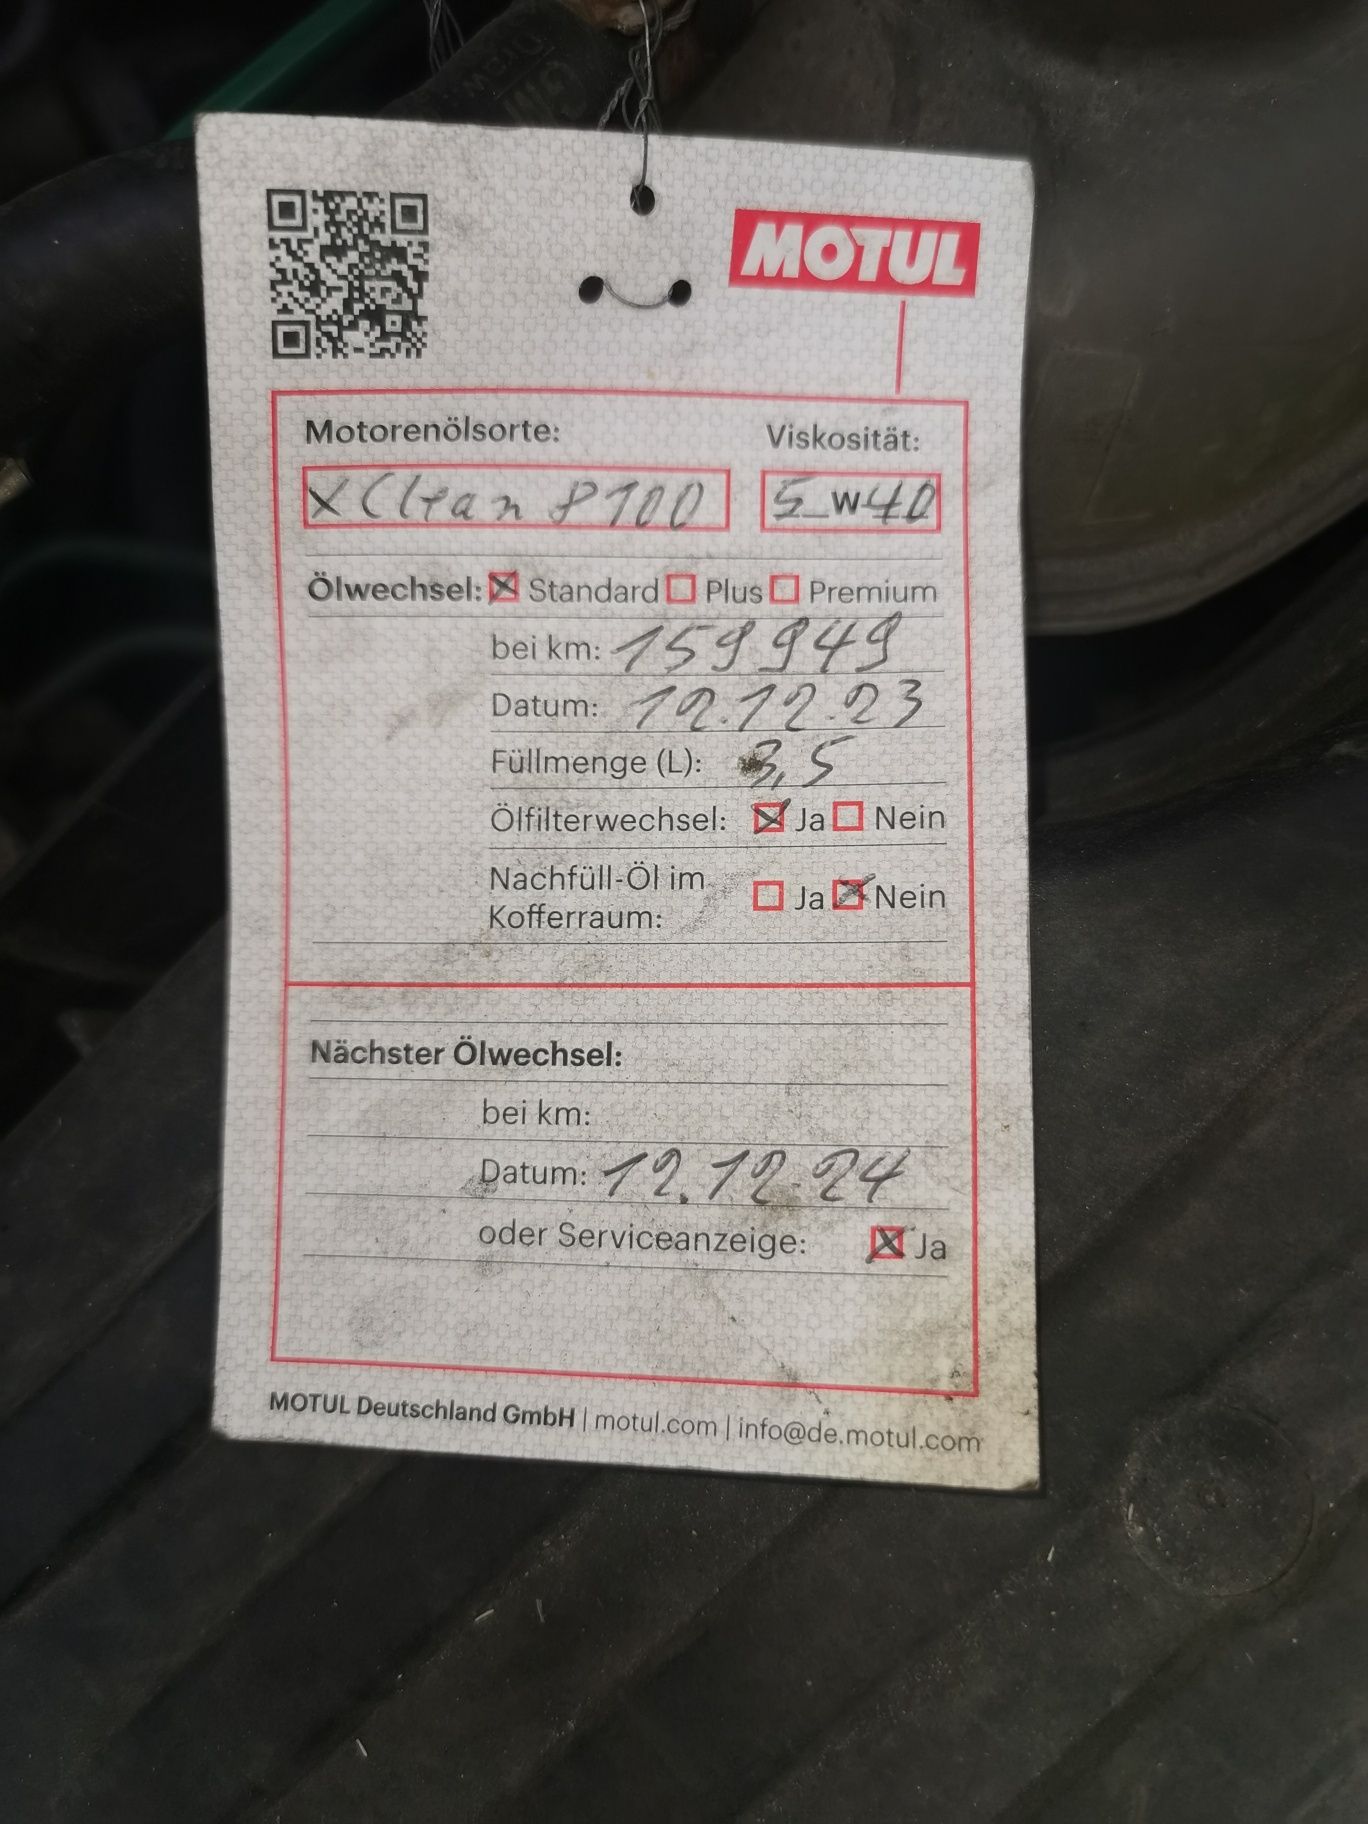 MOTUL
Motorenölsorte: Viskosität:
X Clean 8100 5 W 40
Ölwechsel: Standard Plus Premium
bei km: 159949
Datum: 12.12.23
Füllmenge (L): 3,5
Ölfilterwechsel: Ja Nein
Nachfüll-Öl im
Kofferraum: Ja Nein
Nächster Ölwechsel:
bei km:
Datum: 12.12.24
oder Serviceanzeige: Ja
MOTUL Deutschland GmbH | motul.com | info@de.motul.com